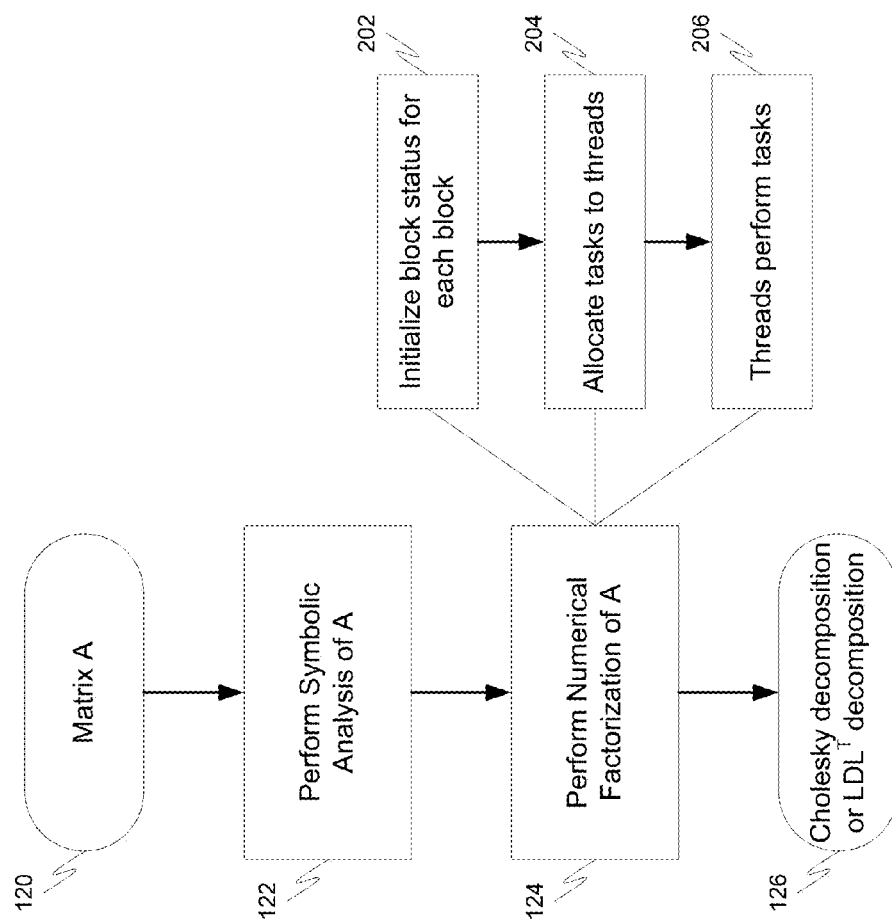 120
Matrix A
122
Perform Symbolic
Analysis of A
124
Perform Numerical
Factorization of A
126
Cholesky decomposition
or LDLᵀ decomposition
202
Initialize block status for
each block
204
Allocate tasks to threads
206
Threads perform tasks